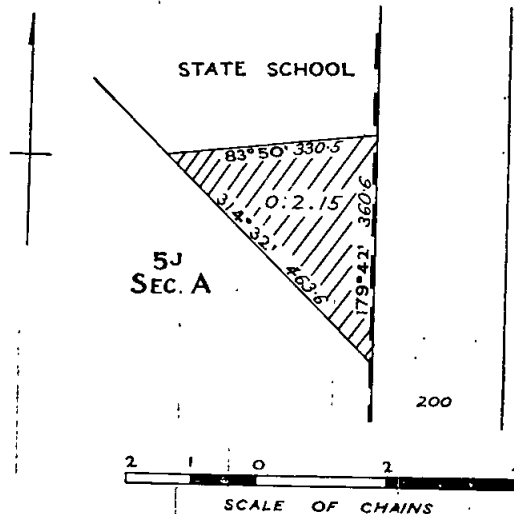 STATE SCHOOL
83°50' 330·5
0:2.15
314°32' 463·6
179°42' 360·6
5J
SEC. A
200
2 1 0 2
SCALE OF CHAINS